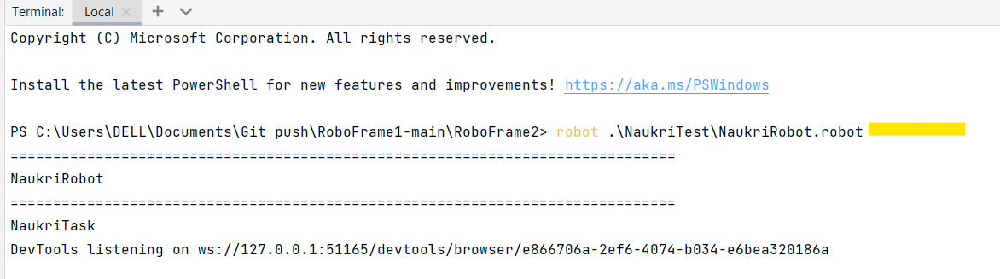 Terminal: Local
Copyright (C) Microsoft Corporation. All rights reserved.
Install the latest PowerShell for new features and improvements! https://aka.ms/PSWindows
PS C:\Users\DELL\Documents\Git push\RoboFrame1-main\RoboFrame2> robot .\NaukriTest\NaukriRobot.robot
==============================================================================
NaukriRobot
==============================================================================
NaukriTask
DevTools listening on ws://127.0.0.1:51165/devtools/browser/e866706a-2ef6-4074-b034-e6bea320186a